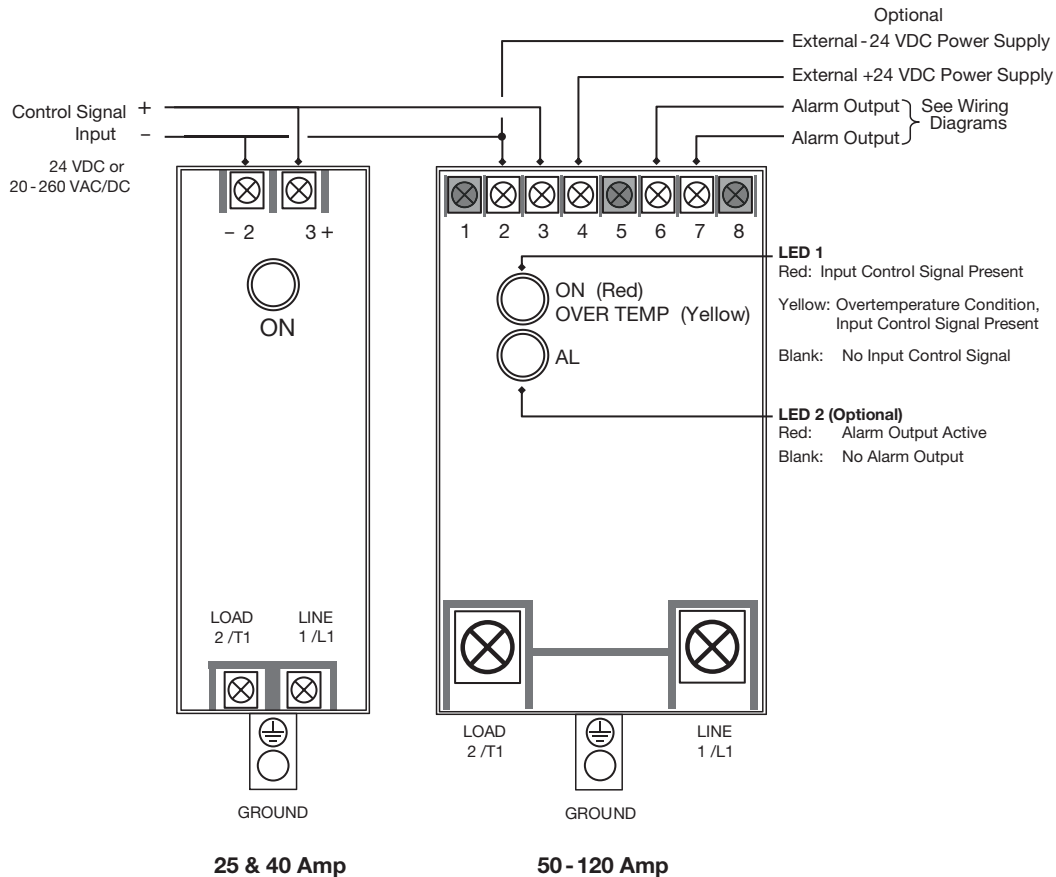 Optional
External - 24 VDC Power Supply
External +24 VDC Power Supply
Alarm Output
Alarm Output
See Wiring
Diagrams
Control Signal +
Input –
24 VDC or
20 - 260 VAC/DC
– 2 3 +
ON
LOAD
2 /T1
LINE
1 /L1
GROUND
25 & 40 Amp
1 2 3 4 5 6 7 8
ON (Red)
OVER TEMP (Yellow)
AL
LED 1
Red: Input Control Signal Present
Yellow: Overtemperature Condition,
Input Control Signal Present
Blank: No Input Control Signal
LED 2 (Optional)
Red: Alarm Output Active
Blank: No Alarm Output
LOAD
2 /T1
LINE
1 /L1
GROUND
50 - 120 Amp